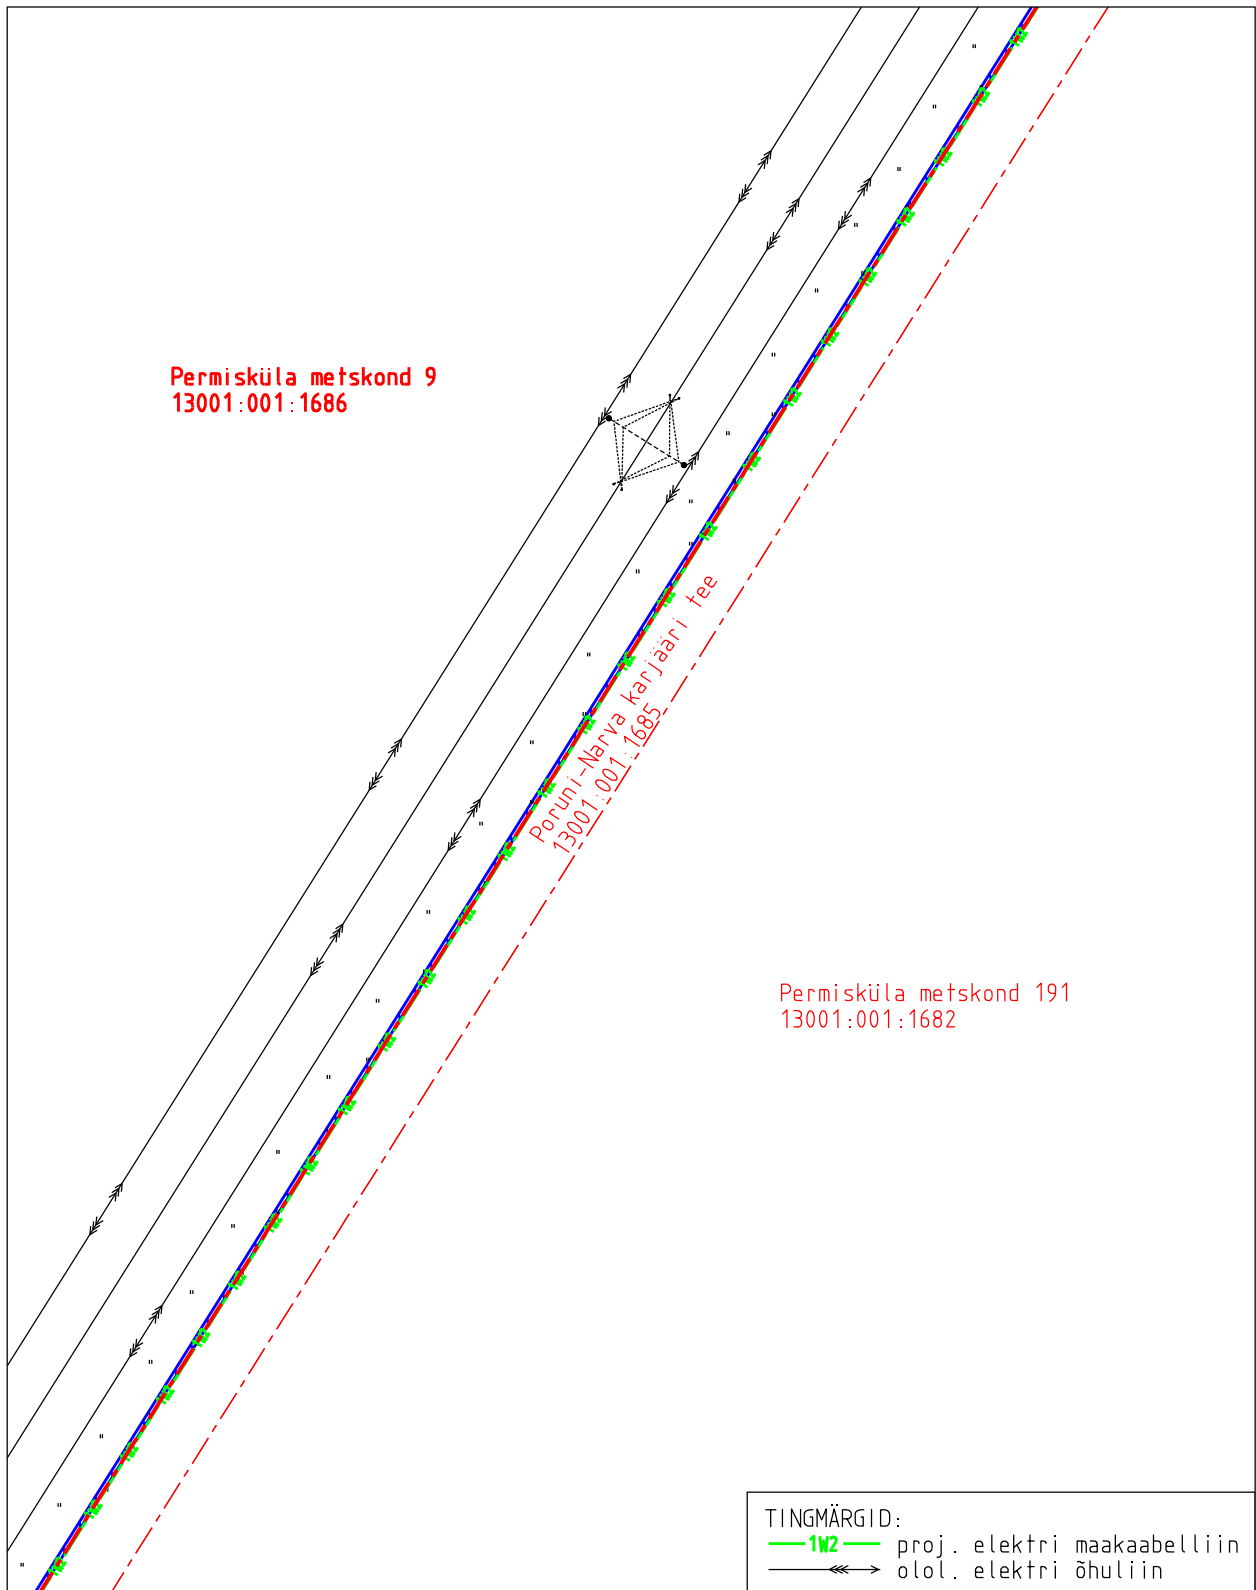 Permisküla metskond 9
13001:001:1686
Poruni-Narva karjääri tee
13001:001:1685
Permisküla metskond 191
13001:001:1682
TINGMÄRGID:
1W2 proj. elektri maakaabelliin
olol. elektri õhuliin